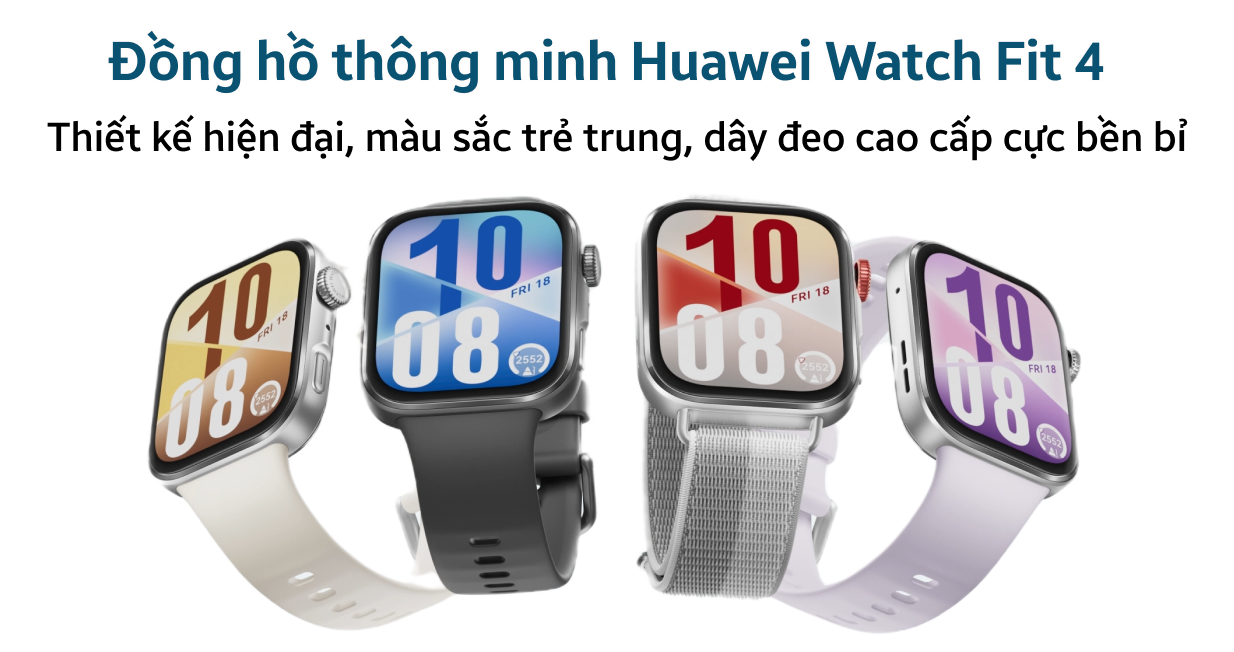 Đồng hồ thông minh Huawei Watch Fit 4
Thiết kế hiện đại, màu sắc trẻ trung, dây đeo cao cấp cực bền bỉ
10
FRI 18
08
2552
10
FRI 18
08
2552
10
FRI 18
08
2552
10
FRI 18
08
2552